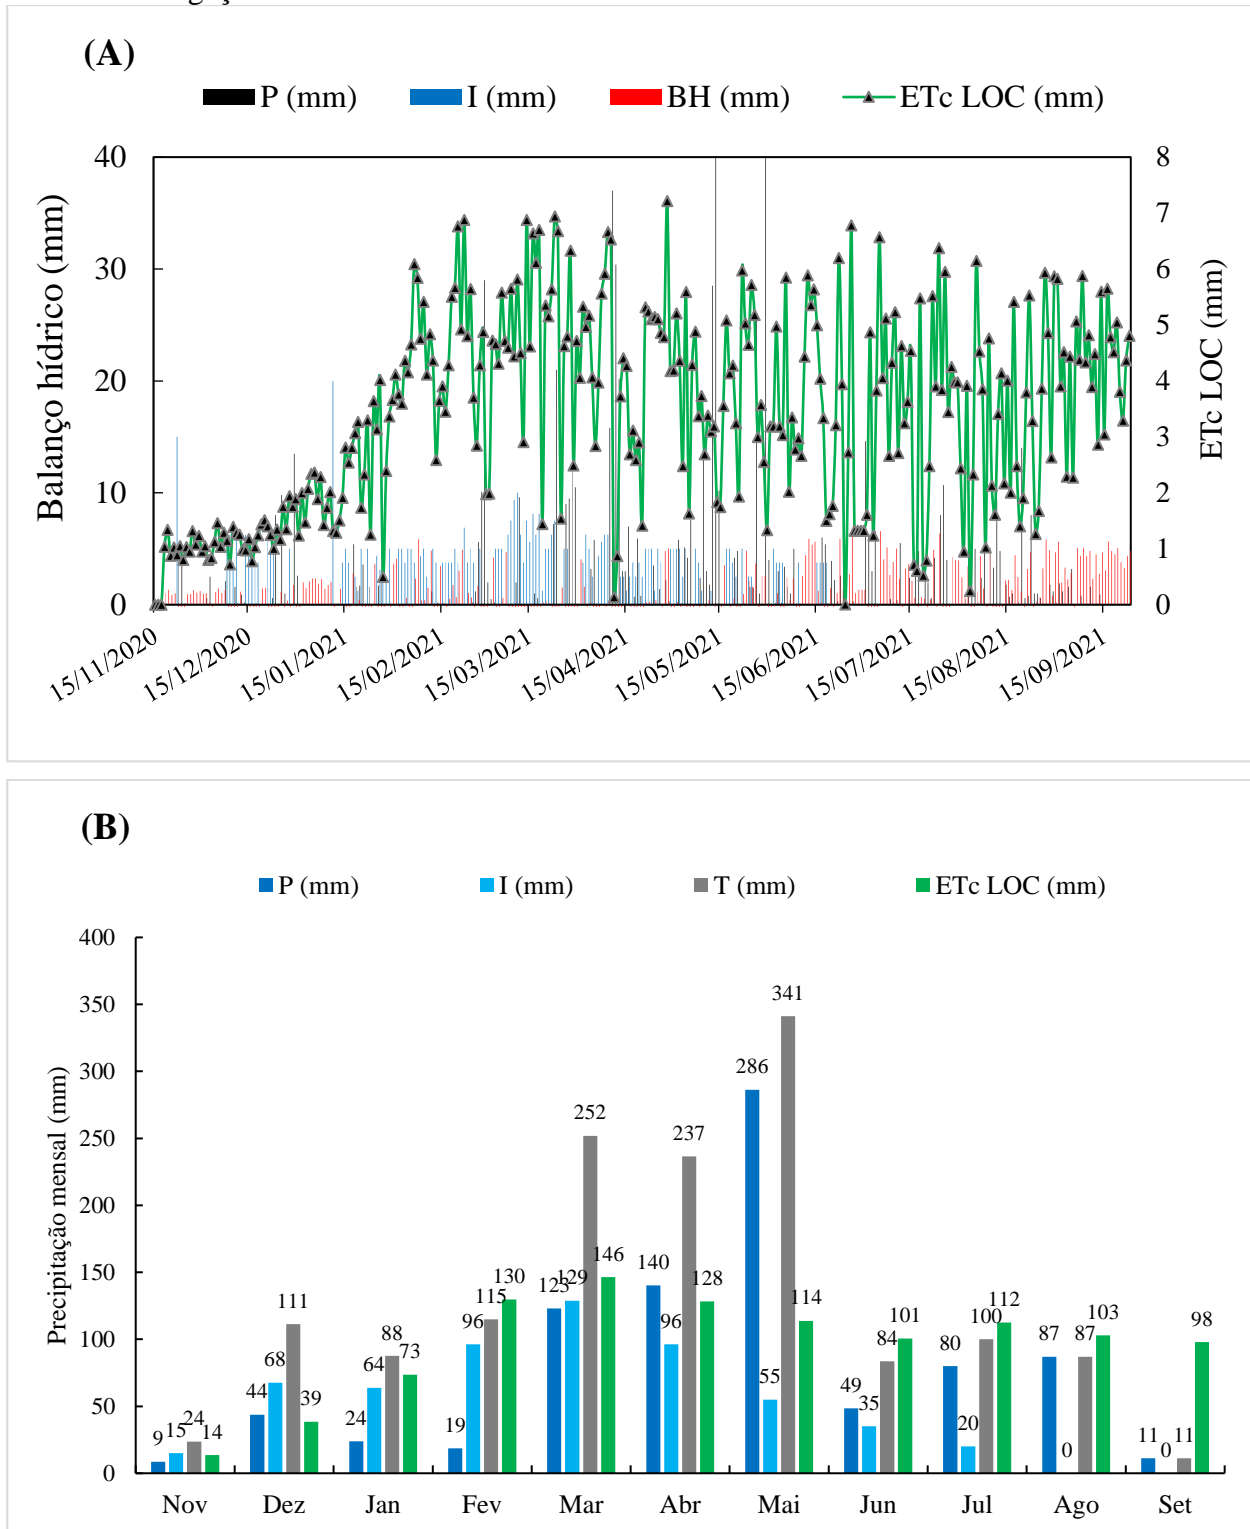 (A)
P (mm) I (mm) BH (mm) ETc LOC (mm)
Balanço hídrico (mm)
40
30
20
10
0
8
7
6
5
4
3
2
1
0
ETc LOC (mm)
15/11/2020 15/12/2020 15/01/2021 15/02/2021 15/03/2021 15/04/2021 15/05/2021 15/06/2021 15/07/2021 15/08/2021 15/09/2021
(B)
P (mm) I (mm) T (mm) ETc LOC (mm)
Precipitação mensal (mm)
400
350
300
250
200
150
100
50
0
9 15 24 14
44 68 111 39
24 64 88 73
19 96 115 130
123 129 252 146
140 96 237 128
286 55 341 114
49 35 84 101
80 20 100 112
87 0 87 103
11 0 11 98
Nov Dez Jan Fev Mar Abr Mai Jun Jul Ago Set